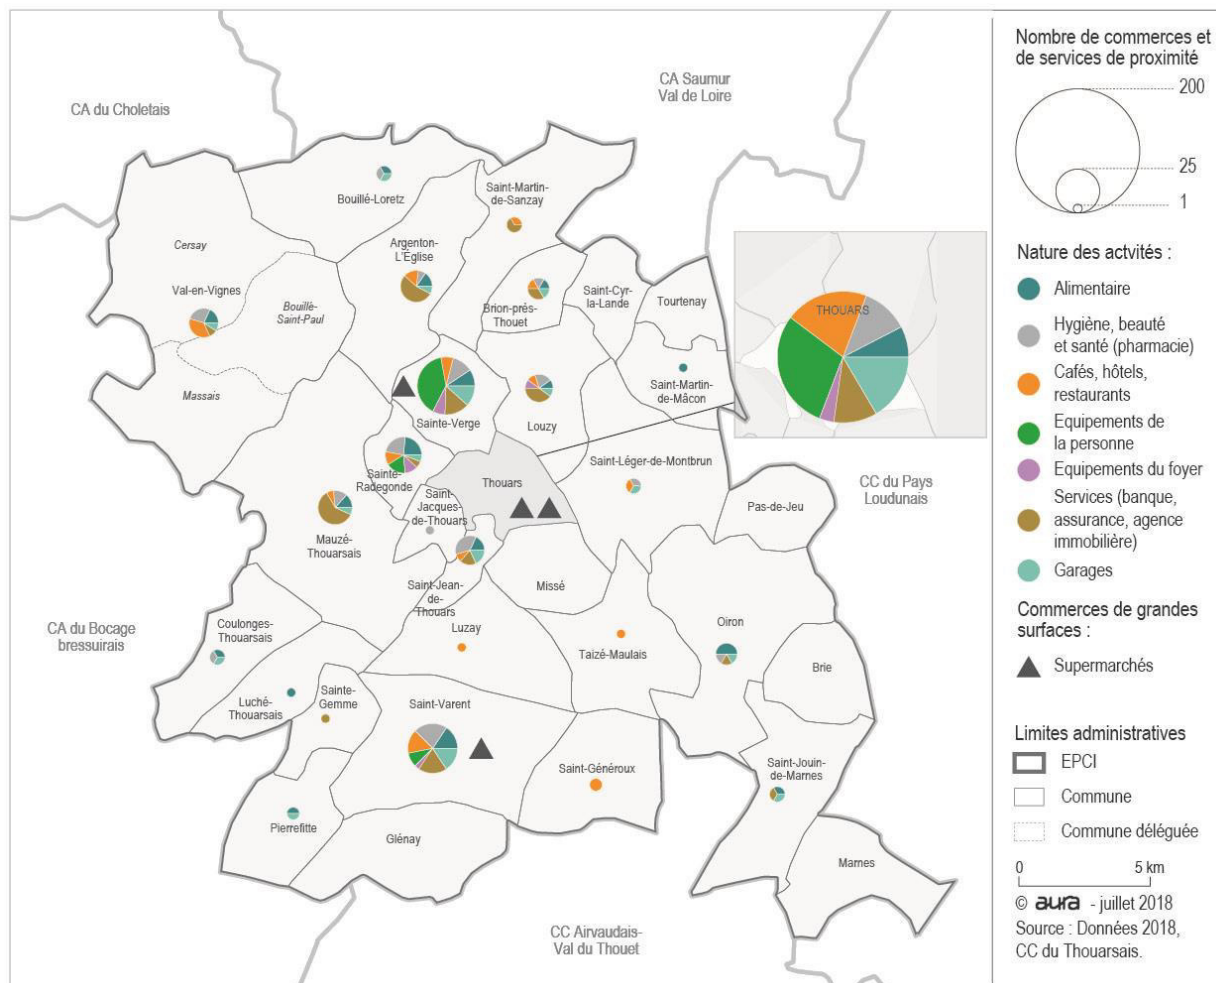 CA du Choletais
CA Saumur
Val de Loire
Bouillé-Loretz
Saint-Martin-
de-Sanzay
Cersay
Argenton-
L'Église
Val-en-Vignes
Bouillé-
Saint-Paul
Brion-près-
Thouet
Saint-Cyr-
la-Lande
Tourtenay
THOUARS
Massais
Saint-Martin-
de-Mâcon
Sainte-Verge
Louzy
Sainte-
Radegonde
Saint-Léger-de-Montbrun
CC du Pays
Loudunais
Thouars
Saint-
Jacques-
de-Thouars
Pas-de-Jeu
Mauzé-
Thouarsais
Saint-Jean-
de-
Thouars
Missé
CA du Bocage
bressuirais
Coulonges-
Thouarsais
Luzay
Taizé-Maulais
Oiron
Brie
Luché-
Thouarsais
Sainte-
Gemme
Saint-Varent
Saint-Généroux
Saint-Jouin-
de-Marnes
Pierrefitte
Glénay
Marnes
CC Airvaudais-
Val du Thouet
Nombre de commerces et
de services de proximité
200
25
1
Nature des actvités :
Alimentaire
Hygiène, beauté
et santé (pharmacie)
Cafés, hôtels,
restaurants
Equipements de
la personne
Equipements du foyer
Services (banque,
assurance, agence
immobilière)
Garages
Commerces de grandes
surfaces :
Supermarchés
Limites administratives
EPCI
Commune
Commune déléguée
0 5 km
© aura - juillet 2018
Source : Données 2018,
CC du Thouarsais.